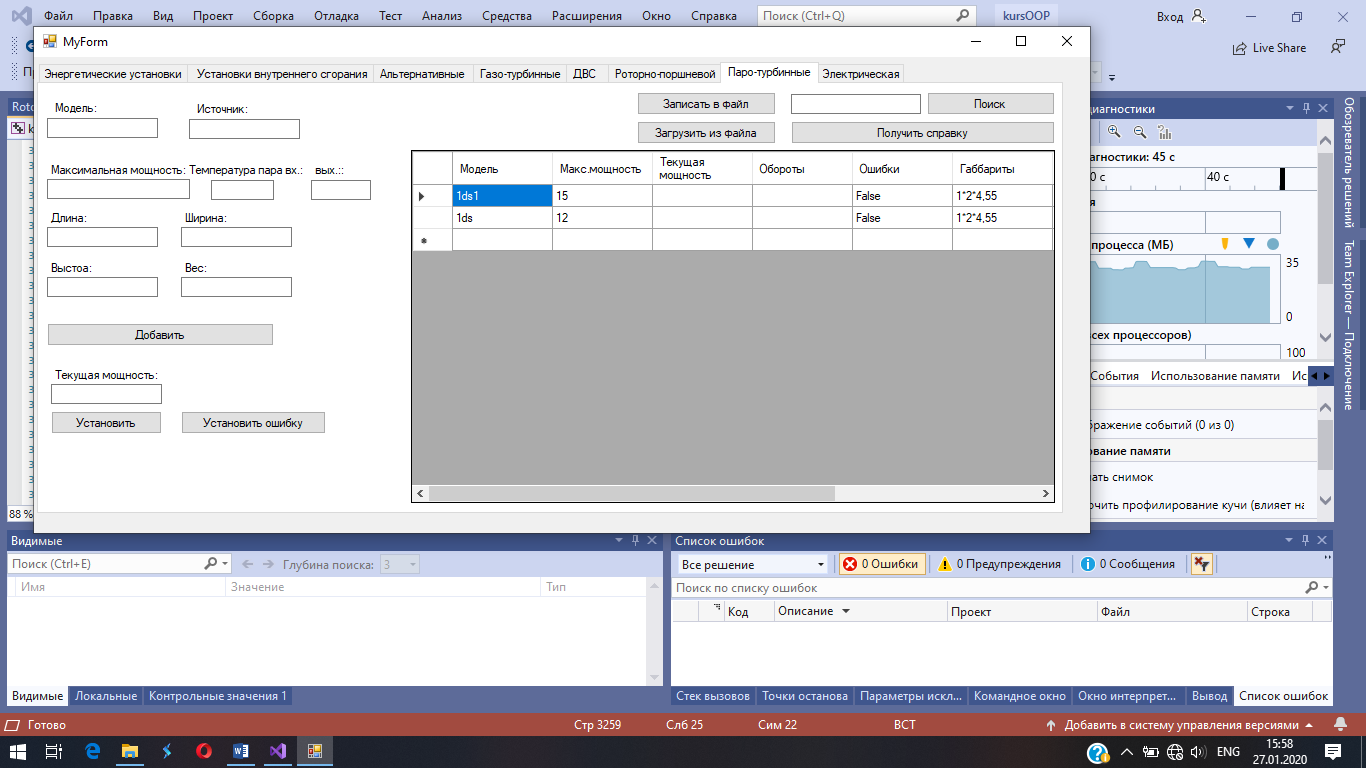 Файл Правка Вид Проект Сборка Отладка Тест Анализ Средства Расширения Окно Справка Поиск (Ctrl+Q) kursOOP Вход
Live Share
MyForm
Энергетические установки Установки внутреннего сгорания Альтернативные Газо-турбинные ДВС Роторно-поршневой Паро-турбинные Электрическая
Модель: Источник:
Записать в файл Поиск
Загрузить из файла Получить справку
Максимальная мощность: Температура пара вх.: вых.::
Длина: Ширина:
Выстоа: Вес:
Добавить
Текущая мощность:
Установить Установить ошибку
Модель Макс.мощность Текущая мощность Обороты Ошибки Габбариты
1ds1 15 False 1*2*4,55
1ds 12 False 1*2*4,55
диагностики
агностики: 45 с
0 с 40 с
процесса (МБ)
35
0
всех процессоров)
100
События Использование памяти Ис
бражение событий (0 из 0)
ование памяти
ать снимок
очить профилирование кучи (влияет на
Обозреватель решений
Team Explorer — Подключение
88 %
Видимые
Поиск (Ctrl+E) Глубина поиска: 3
Имя Значение Тип
Видимые Локальные Контрольные значения 1
Список ошибок
Все решение 0 Ошибки 0 Предупреждения 0 Сообщения
Поиск по списку ошибок
Код Описание Проект Файл Строка
Стек вызовов Точки останова Параметры искл... Командное окно Окно интерпрет... Вывод Список ошибок
Готово Стр 3259 Слб 25 Сим 22 ВСТ Добавить в систему управления версиями
ENG 15:58
27.01.2020